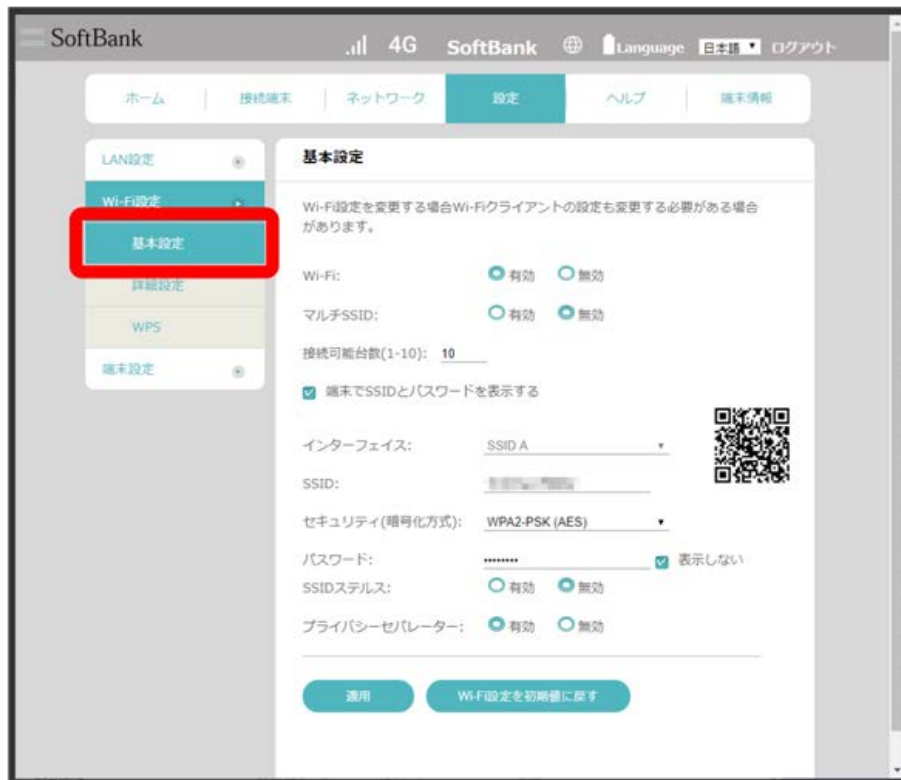 SoftBank
4G SoftBank Language 日本語 ログアウト
ホーム 接続端末 ネットワーク 設定 ヘルプ 端末情報
LAN設定
Wi-Fi設定
基本設定
詳細設定
WPS
端末設定
基本設定
Wi-Fi設定を変更する場合Wi-Fiクライアントの設定も変更する必要がある場合
があります。
Wi-Fi: 有効 無効
マルチSSID: 有効 無効
接続可能台数(1-10): 10
端末でSSIDとパスワードを表示する
インターフェイス: SSID A
SSID:
セキュリティ(暗号化方式): WPA2-PSK (AES)
パスワード: •••••••• 表示しない
SSIDステルス: 有効 無効
プライバシーセパレーター: 有効 無効
適用 Wi-Fi設定を初期値に戻す